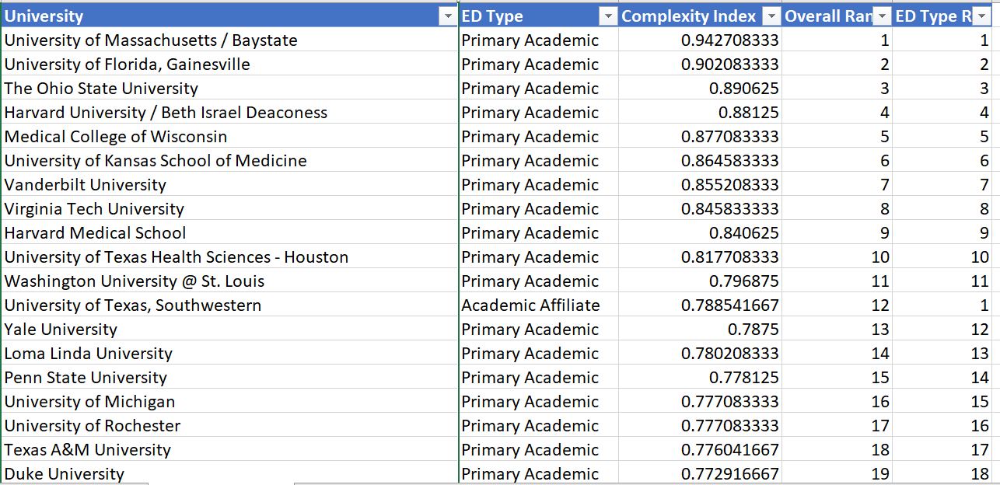 University ED Type Complexity Index Overall Ran ED Type R
University of Massachusetts / Baystate Primary Academic 0.942708333 1 1
University of Florida, Gainesville Primary Academic 0.902083333 2 2
The Ohio State University Primary Academic 0.890625 3 3
Harvard University / Beth Israel Deaconess Primary Academic 0.88125 4 4
Medical College of Wisconsin Primary Academic 0.877083333 5 5
University of Kansas School of Medicine Primary Academic 0.864583333 6 6
Vanderbilt University Primary Academic 0.855208333 7 7
Virginia Tech University Primary Academic 0.845833333 8 8
Harvard Medical School Primary Academic 0.840625 9 9
University of Texas Health Sciences - Houston Primary Academic 0.817708333 10 10
Washington University @ St. Louis Primary Academic 0.796875 11 11
University of Texas, Southwestern Academic Affiliate 0.788541667 12 1
Yale University Primary Academic 0.7875 13 12
Loma Linda University Primary Academic 0.780208333 14 13
Penn State University Primary Academic 0.778125 15 14
University of Michigan Primary Academic 0.777083333 16 15
University of Rochester Primary Academic 0.777083333 17 16
Texas A&M University Primary Academic 0.776041667 18 17
Duke University Primary Academic 0.772916667 19 18